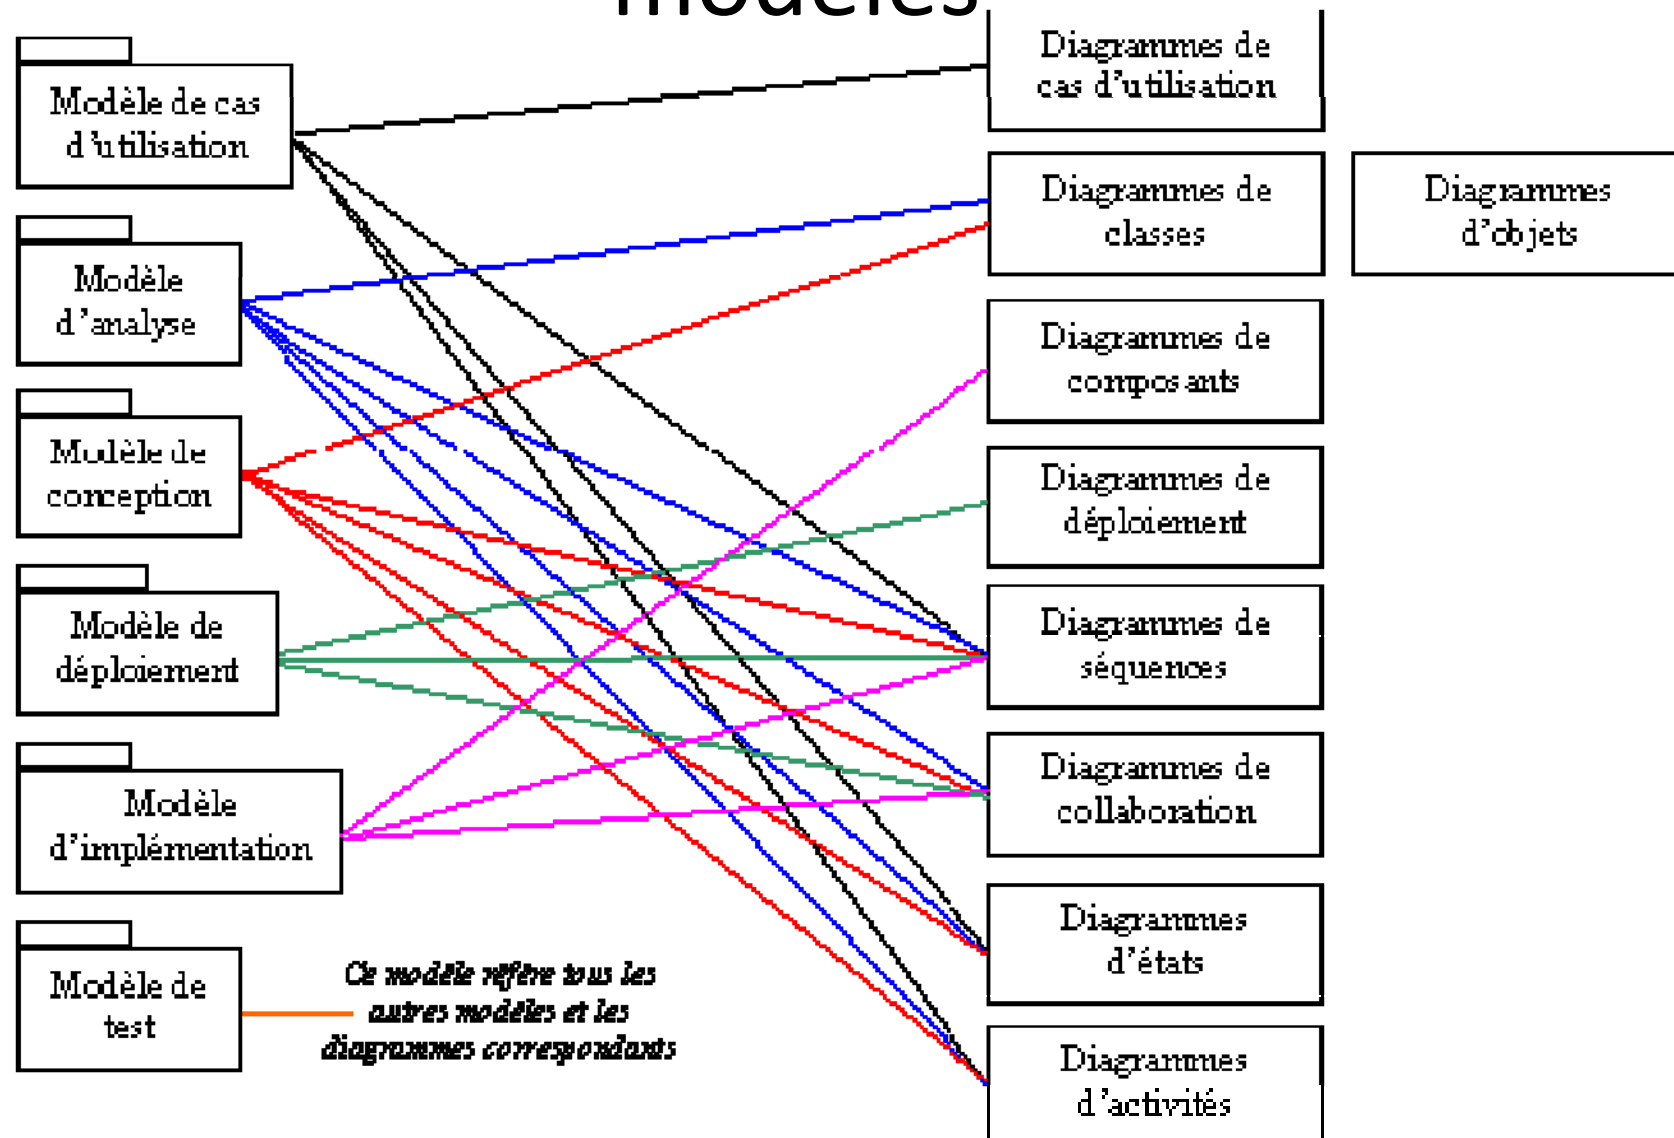 modèles
Modèle de cas
d'utilisation
Modèle
d'analyse
Modèle de
conception
Modèle de
déploiement
Modèle
d'implémentation
Modèle de
test
Ce modèle réfère tous les
autres modèles et les
diagrammes correspondants
Diagrammes de
cas d'utilisation
Diagrammes de
classes
Diagrammes
d'objets
Diagrammes de
composants
Diagrammes de
déploiement
Diagrammes de
séquences
Diagrammes de
collaboration
Diagrammes
d'états
Diagrammes
d'activités